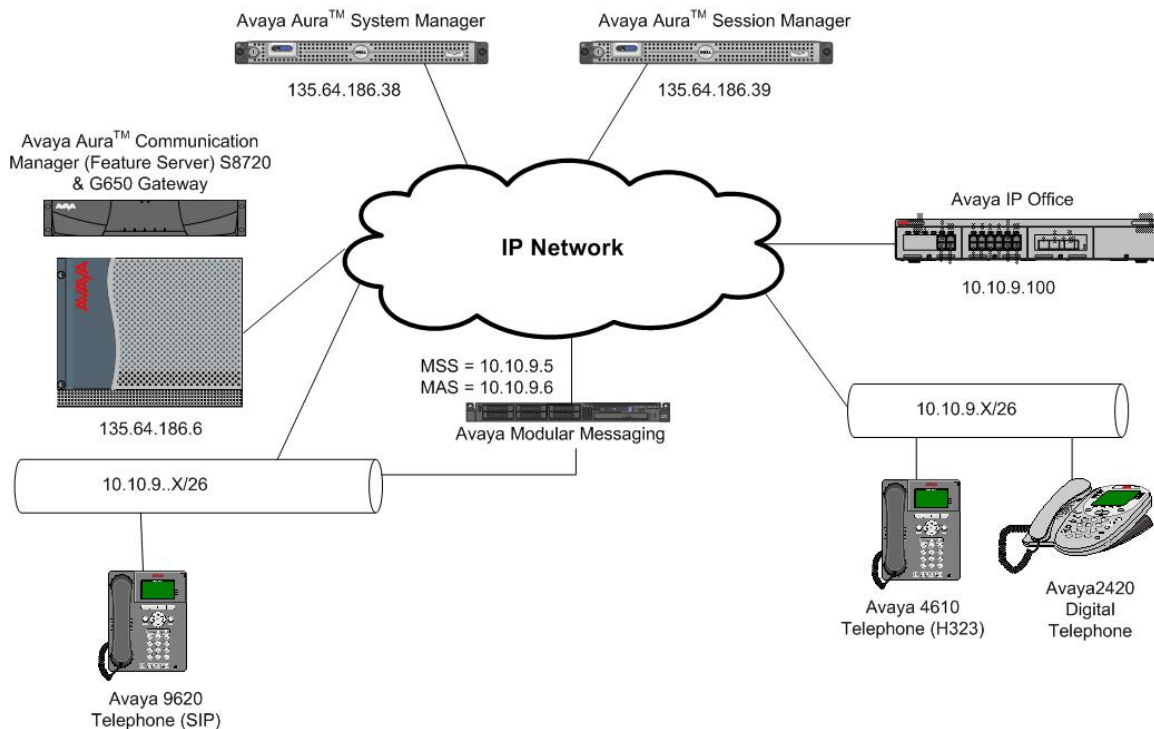 Avaya Aura™ System Manager
135.64.186.38
Avaya Aura™ Session Manager
135.64.186.39
Avaya Aura™ Communication
Manager (Feature Server) S8720
& G650 Gateway
AVAYA
AVAYA
135.64.186.6
IP Network
Avaya IP Office
10.10.9.100
MSS = 10.10.9.5
MAS = 10.10.9.6
Avaya Modular Messaging
10.10.9..X/26
10.10.9.X/26
Avaya 9620
Telephone (SIP)
Avaya 4610
Telephone (H323)
Avaya2420
Digital
Telephone